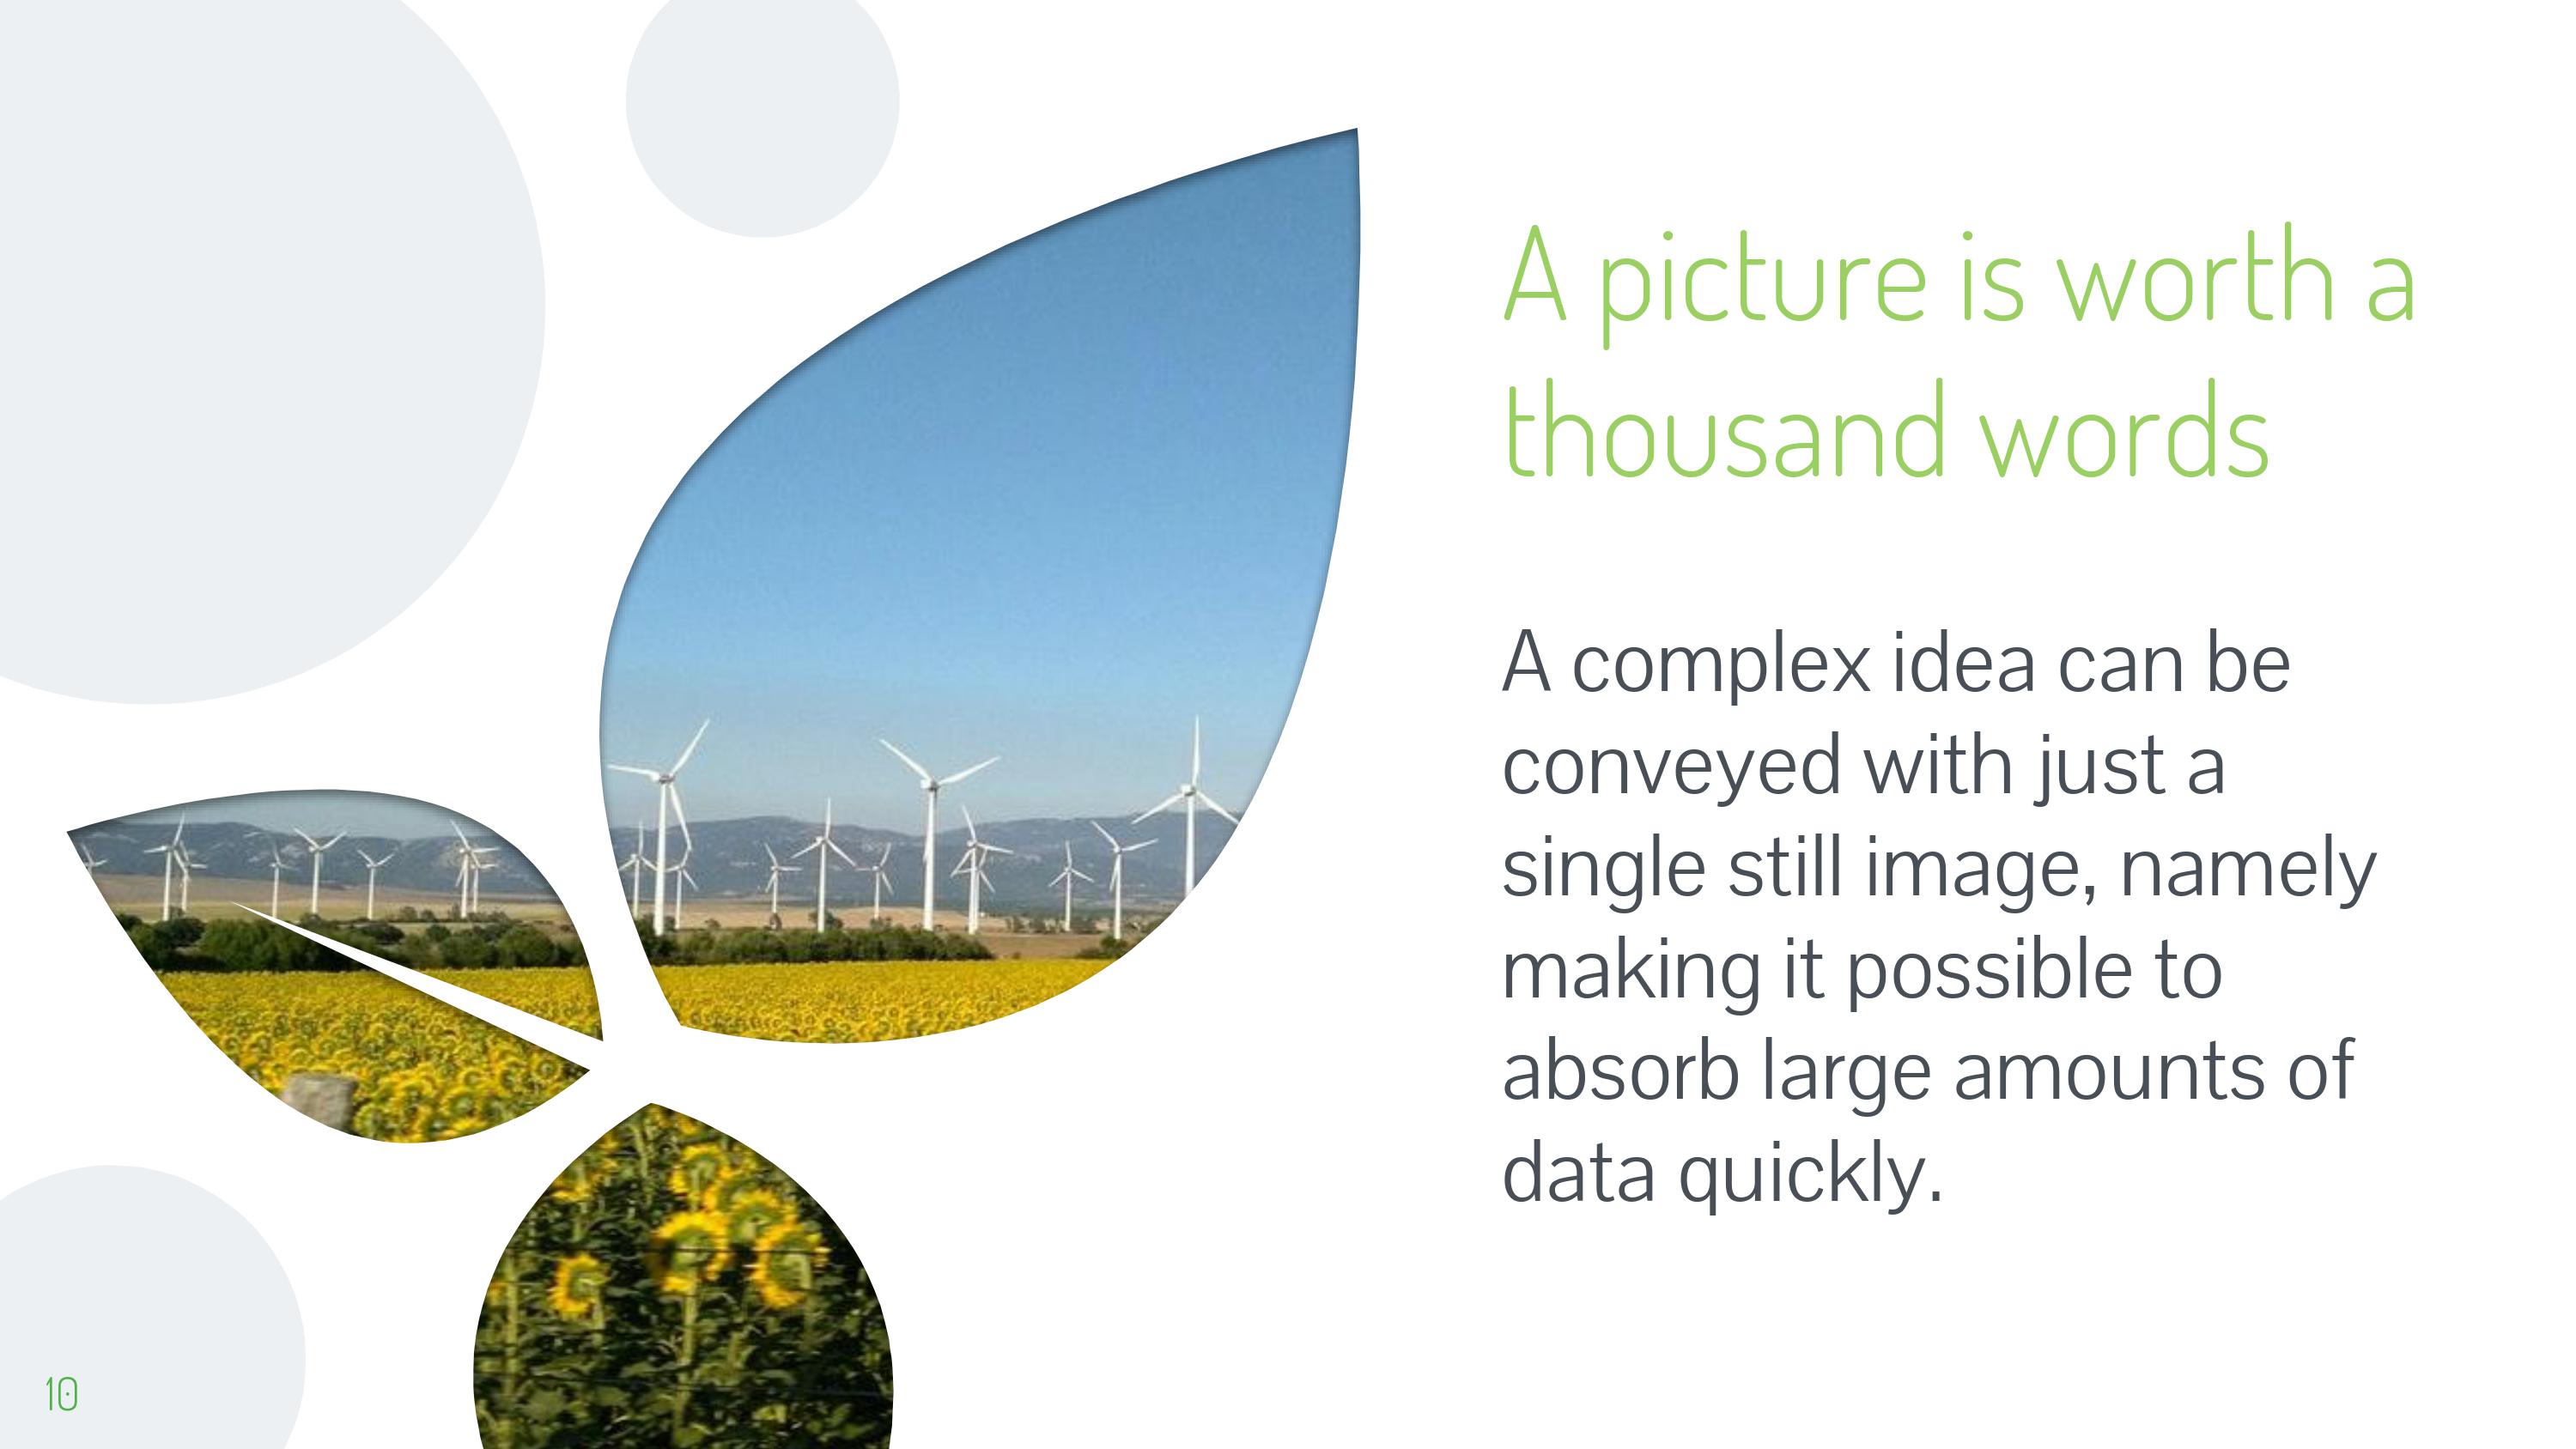 A picture is worth a
thousand words
A complex idea can be
conveyed with just a
single still image, namely
making it possible to
absorb large amounts of
data quickly.
10